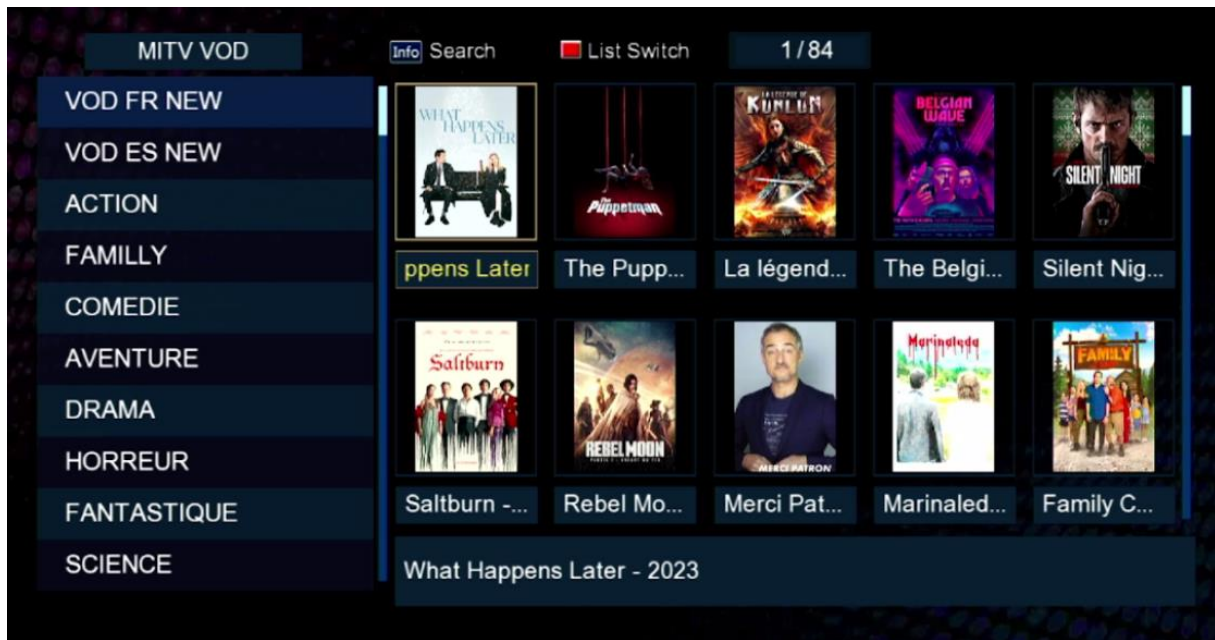 MITV VOD
Info Search
List Switch
1/84
VOD FR NEW
VOD ES NEW
ACTION
FAMILLY
COMEDIE
AVENTURE
DRAMA
HORREUR
FANTASTIQUE
SCIENCE
WHAT
HAPPENS
LATER
The
Puppetman
LA LÉGENDE DE
KUNLUN
BELGIAN
WAVE
SILENT NIGHT
ppens Later
The Pupp...
La légend...
The Belgi...
Silent Nig...
Saltburn
REBEL MOON
MERCI PATRON
Marinaleda
FAMILY
Saltburn -...
Rebel Mo...
Merci Pat...
Marinaled...
Family C...
What Happens Later - 2023